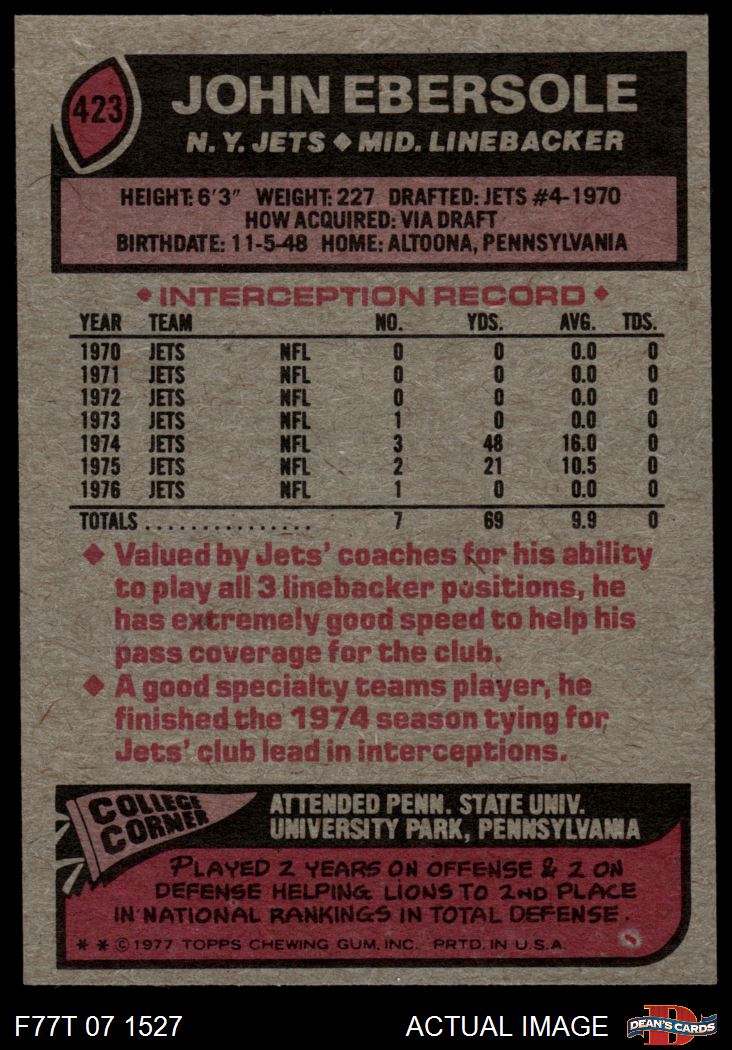 423
JOHN EBERSOLE
N. Y. JETS ◆ MID. LINEBACKER
HEIGHT: 6'3" WEIGHT: 227 DRAFTED: JETS #4-1970
HOW ACQUIRED: VIA DRAFT
BIRTHDATE: 11-5-48 HOME: ALTOONA, PENNSYLVANIA
◆ INTERCEPTION RECORD ◆
YEAR TEAM NO. YDS. AVG. TDS.
1970 JETS NFL 0 0 0.0 0
1971 JETS NFL 0 0 0.0 0
1972 JETS NFL 0 0 0.0 0
1973 JETS NFL 1 0 0.0 0
1974 JETS NFL 3 48 16.0 0
1975 JETS NFL 2 21 10.5 0
1976 JETS NFL 1 0 0.0 0
TOTALS . . . . . . . . . . . . . . . 7 69 9.9 0
◆ Valued by Jets' coaches for his ability
to play all 3 linebacker positions, he
has extremely good speed to help his
pass coverage for the club.
◆ A good specialty teams player, he
finished the 1974 season tying for
Jets' club lead in interceptions.
COLLEGE
CORNER
ATTENDED PENN. STATE UNIV.
UNIVERSITY PARK, PENNSYLVANIA
PLAYED 2 YEARS ON OFFENSE & 2 ON
DEFENSE HELPING LIONS TO 2ND PLACE
IN NATIONAL RANKINGS IN TOTAL DEFENSE.
* * © 1977 TOPPS CHEWING GUM, INC. PRTD. IN U.S.A.
F77T 07 1527 ACTUAL IMAGE
D
DEAN'S CARDS